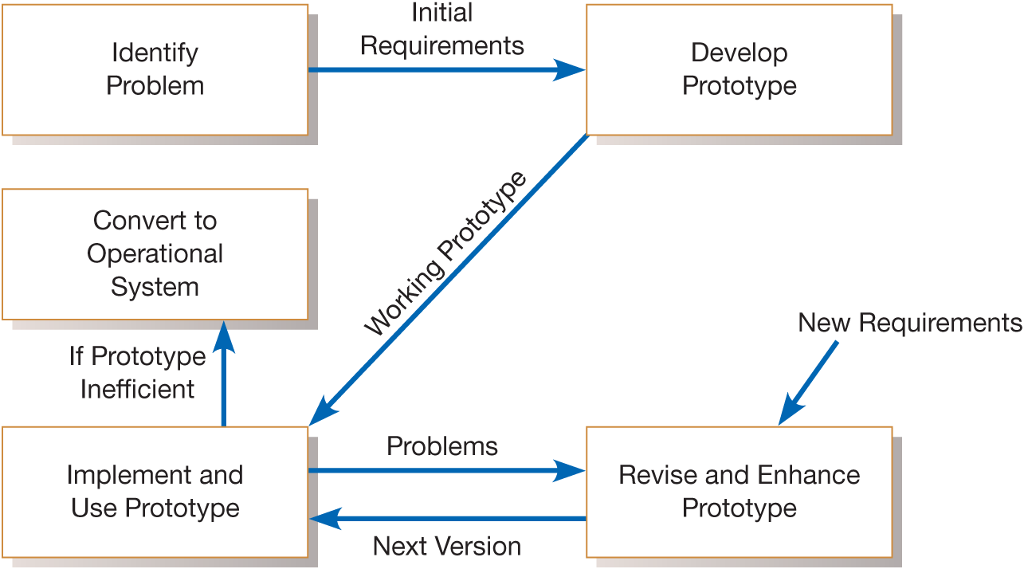 Identify
Problem
Initial
Requirements
Develop
Prototype
Working Prototype
Convert to
Operational
System
New Requirements
If Prototype
Inefficient
Implement and
Use Prototype
Problems
Next Version
Revise and Enhance
Prototype